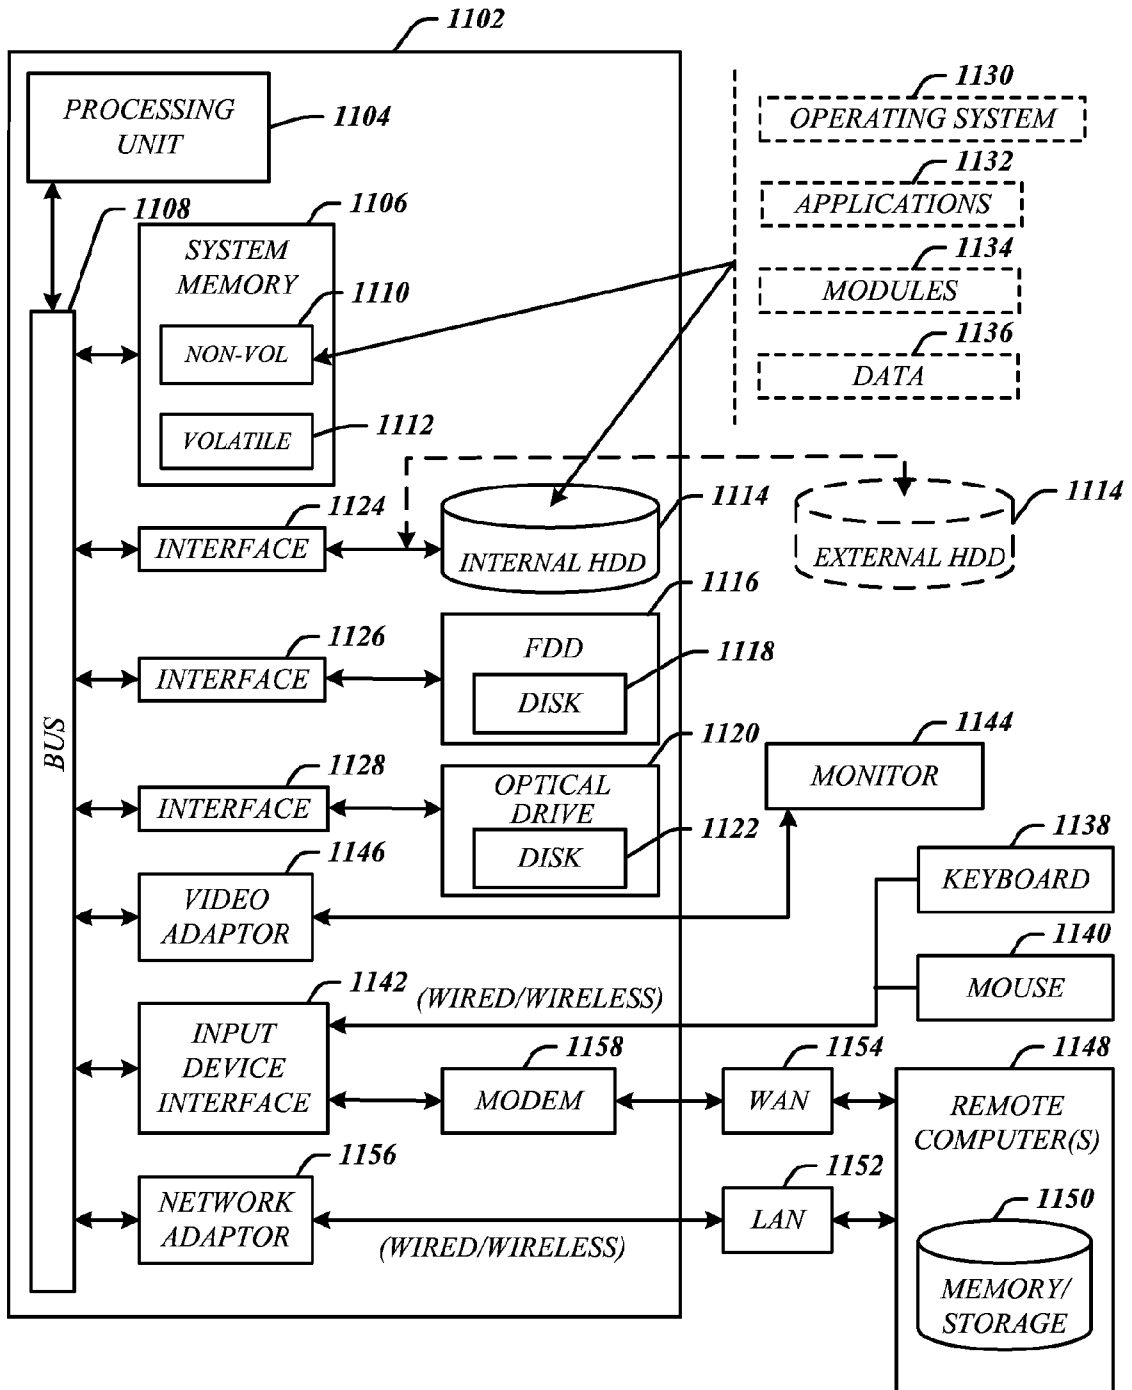 1102
PROCESSING
UNIT
1104
1108
1106
SYSTEM
MEMORY
1110
NON-VOL
1112
VOLATILE
1130
OPERATING SYSTEM
1132
APPLICATIONS
1134
MODULES
1136
DATA
1124
INTERFACE
1114
INTERNAL HDD
1114
EXTERNAL HDD
1116
FDD
1126
INTERFACE
1118
DISK
BUS
1120
OPTICAL
DRIVE
1128
INTERFACE
1122
DISK
1144
MONITOR
1146
VIDEO
ADAPTOR
1138
KEYBOARD
1140
MOUSE
1142
INPUT
DEVICE
INTERFACE
(WIRED/WIRELESS)
1158
MODEM
1154
WAN
1148
REMOTE
COMPUTER(S)
1156
NETWORK
ADAPTOR
(WIRED/WIRELESS)
1152
LAN
1150
MEMORY/
STORAGE